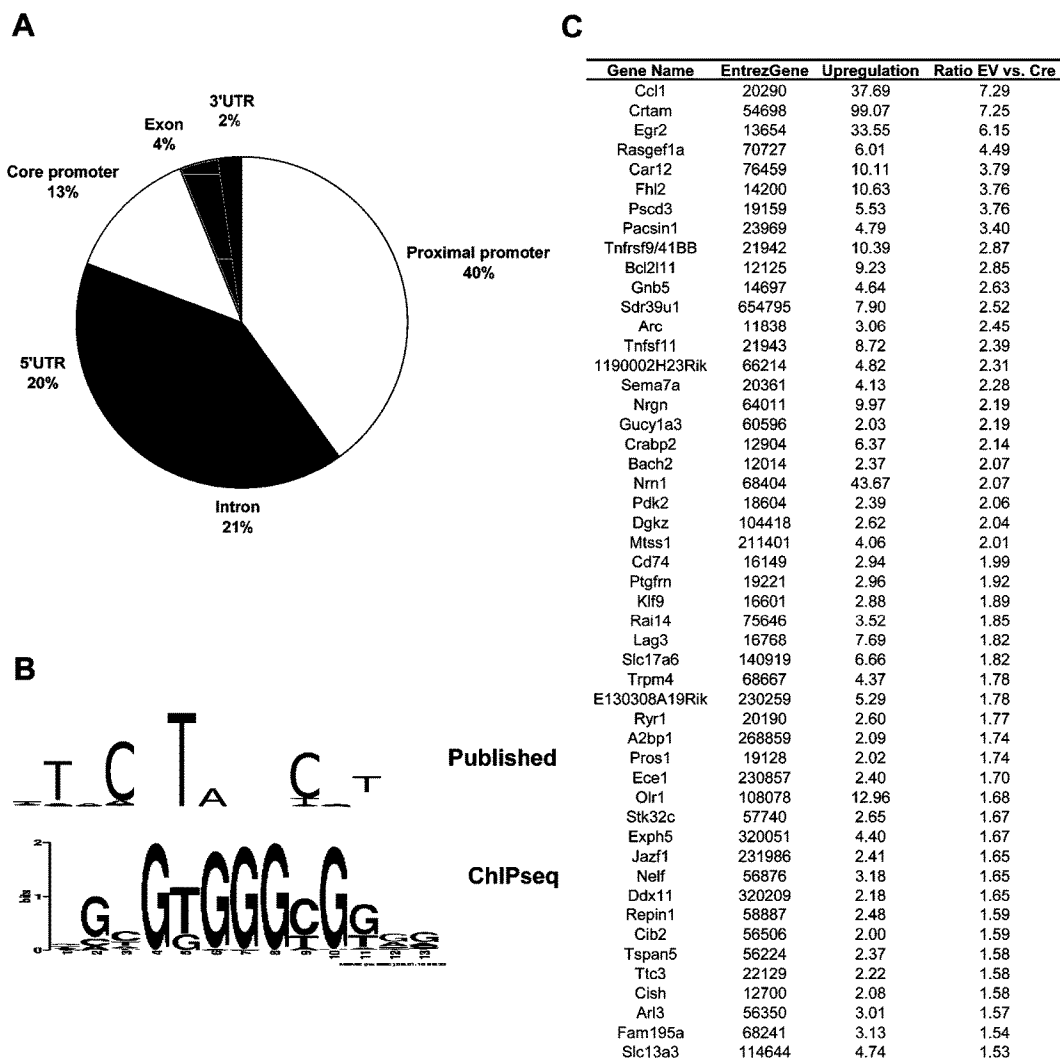 A
3'UTR
2%
Exon
4%
Core promoter
13%
Proximal promoter
40%
5'UTR
20%
Intron
21%
B
Published
ChIPseq
C
Gene Name EntrezGene Upregulation Ratio EV vs. Cre
Ccl1 20290 37.69 7.29
Crtam 54698 99.07 7.25
Egr2 13654 33.55 6.15
Rasgef1a 70727 6.01 4.49
Car12 76459 10.11 3.79
Fhl2 14200 10.63 3.76
Pscd3 19159 5.53 3.76
Pacsin1 23969 4.79 3.40
Tnfrsf9/41BB 21942 10.39 2.87
Bcl2l11 12125 9.23 2.85
Gnb5 14697 4.64 2.63
Sdr39u1 654795 7.90 2.52
Arc 11838 3.06 2.45
Tnfsf11 21943 8.72 2.39
1190002H23Rik 66214 4.82 2.31
Sema7a 20361 4.13 2.28
Nrgn 64011 9.97 2.19
Gucy1a3 60596 2.03 2.19
Crabp2 12904 6.37 2.14
Bach2 12014 2.37 2.07
Nrn1 68404 43.67 2.07
Pdk2 18604 2.39 2.06
Dgkz 104418 2.62 2.04
Mtss1 211401 4.06 2.01
Cd74 16149 2.94 1.99
Ptgfrn 19221 2.96 1.92
Klf9 16601 2.88 1.89
Rai14 75646 3.52 1.85
Lag3 16768 7.69 1.82
Slc17a6 140919 6.66 1.82
Trpm4 68667 4.37 1.78
E130308A19Rik 230259 5.29 1.78
Ryr1 20190 2.60 1.77
A2bp1 268859 2.09 1.74
Pros1 19128 2.02 1.74
Ece1 230857 2.40 1.70
Olr1 108078 12.96 1.68
Stk32c 57740 2.65 1.67
Exph5 320051 4.40 1.67
Jazf1 231986 2.41 1.65
Nelf 56876 3.18 1.65
Ddx11 320209 2.18 1.65
Repin1 58887 2.48 1.59
Cib2 56506 2.00 1.59
Tspan5 56224 2.37 1.58
Ttc3 22129 2.22 1.58
Cish 12700 2.08 1.58
Arl3 56350 3.01 1.57
Fam195a 68241 3.13 1.54
Slc13a3 114644 4.74 1.53